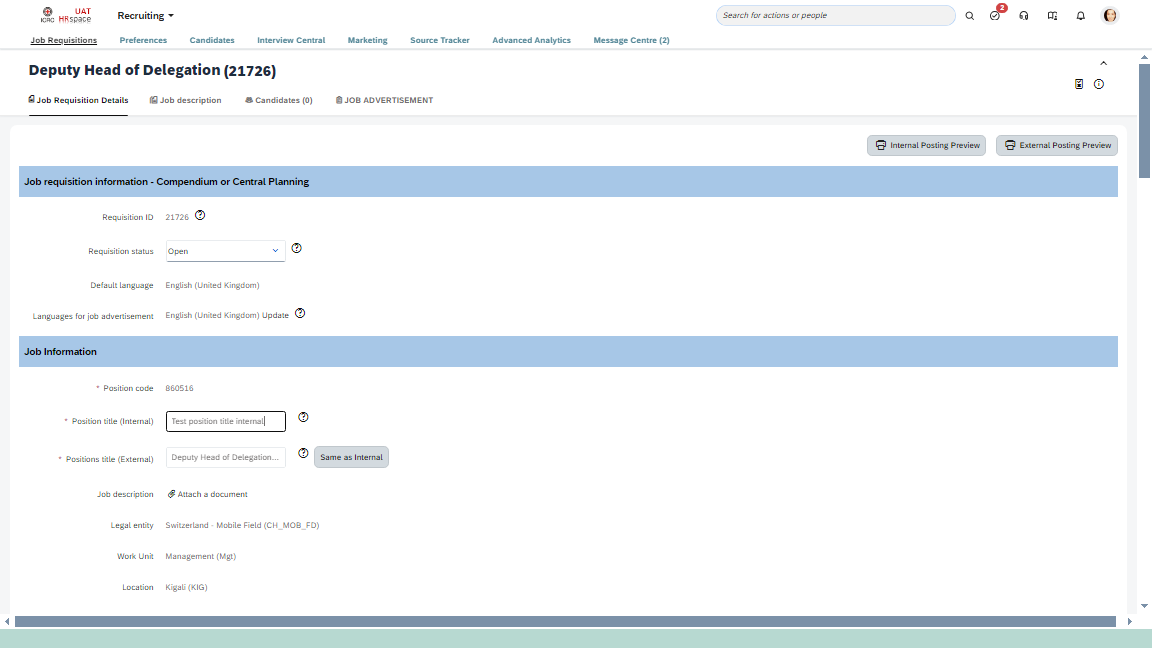 ICRC UAT HRspace Recruiting Search for actions or people 2
Job Requisitions Preferences Candidates Interview Central Marketing Source Tracker Advanced Analytics Message Centre (2)
Deputy Head of Delegation (21726)
Job Requisition Details Job description Candidates (0) JOB ADVERTISEMENT
Internal Posting Preview External Posting Preview
Job requisition information - Compendium or Central Planning
Requisition ID 21726
Requisition status Open
Default language English (United Kingdom)
Languages for job advertisement English (United Kingdom) Update
Job Information
* Position code 860516
* Position title (Internal) Test position title internal
* Positions title (External) Deputy Head of Delegation... Same as Internal
Job description Attach a document
Legal entity Switzerland - Mobile Field (CH_MOB_FD)
Work Unit Management (Mgt)
Location Kigali (KIG)